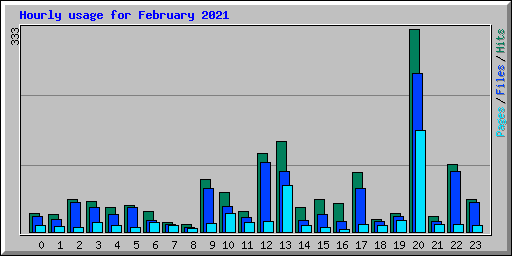 Hourly usage for February 2021
333
Pages / Files / Hits
0 1 2 3 4 5 6 7 8 9 10 11 12 13 14 15 16 17 18 19 20 21 22 23